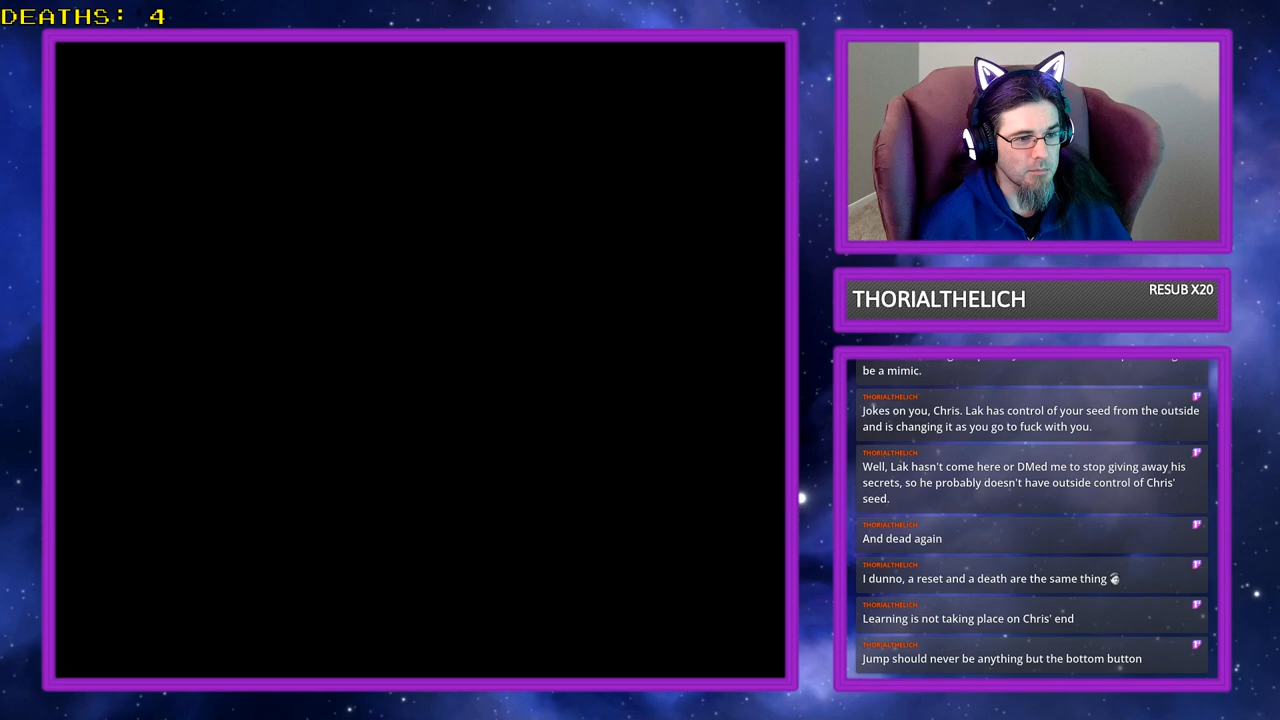 DEATHS: 4
THORIALTHELICH
RESUB X20
be a mimic.
THORIALTHELICH
Jokes on you, Chris. Lak has control of your seed from the outside
and is changing it as you go to fuck with you.
THORIALTHELICH
Well, Lak hasn't come here or DMed me to stop giving away his
secrets, so he probably doesn't have outside control of Chris'
seed.
THORIALTHELICH
And dead again
THORIALTHELICH
I dunno, a reset and a death are the same thing
THORIALTHELICH
Learning is not taking place on Chris' end
THORIALTHELICH
Jump should never be anything but the bottom button